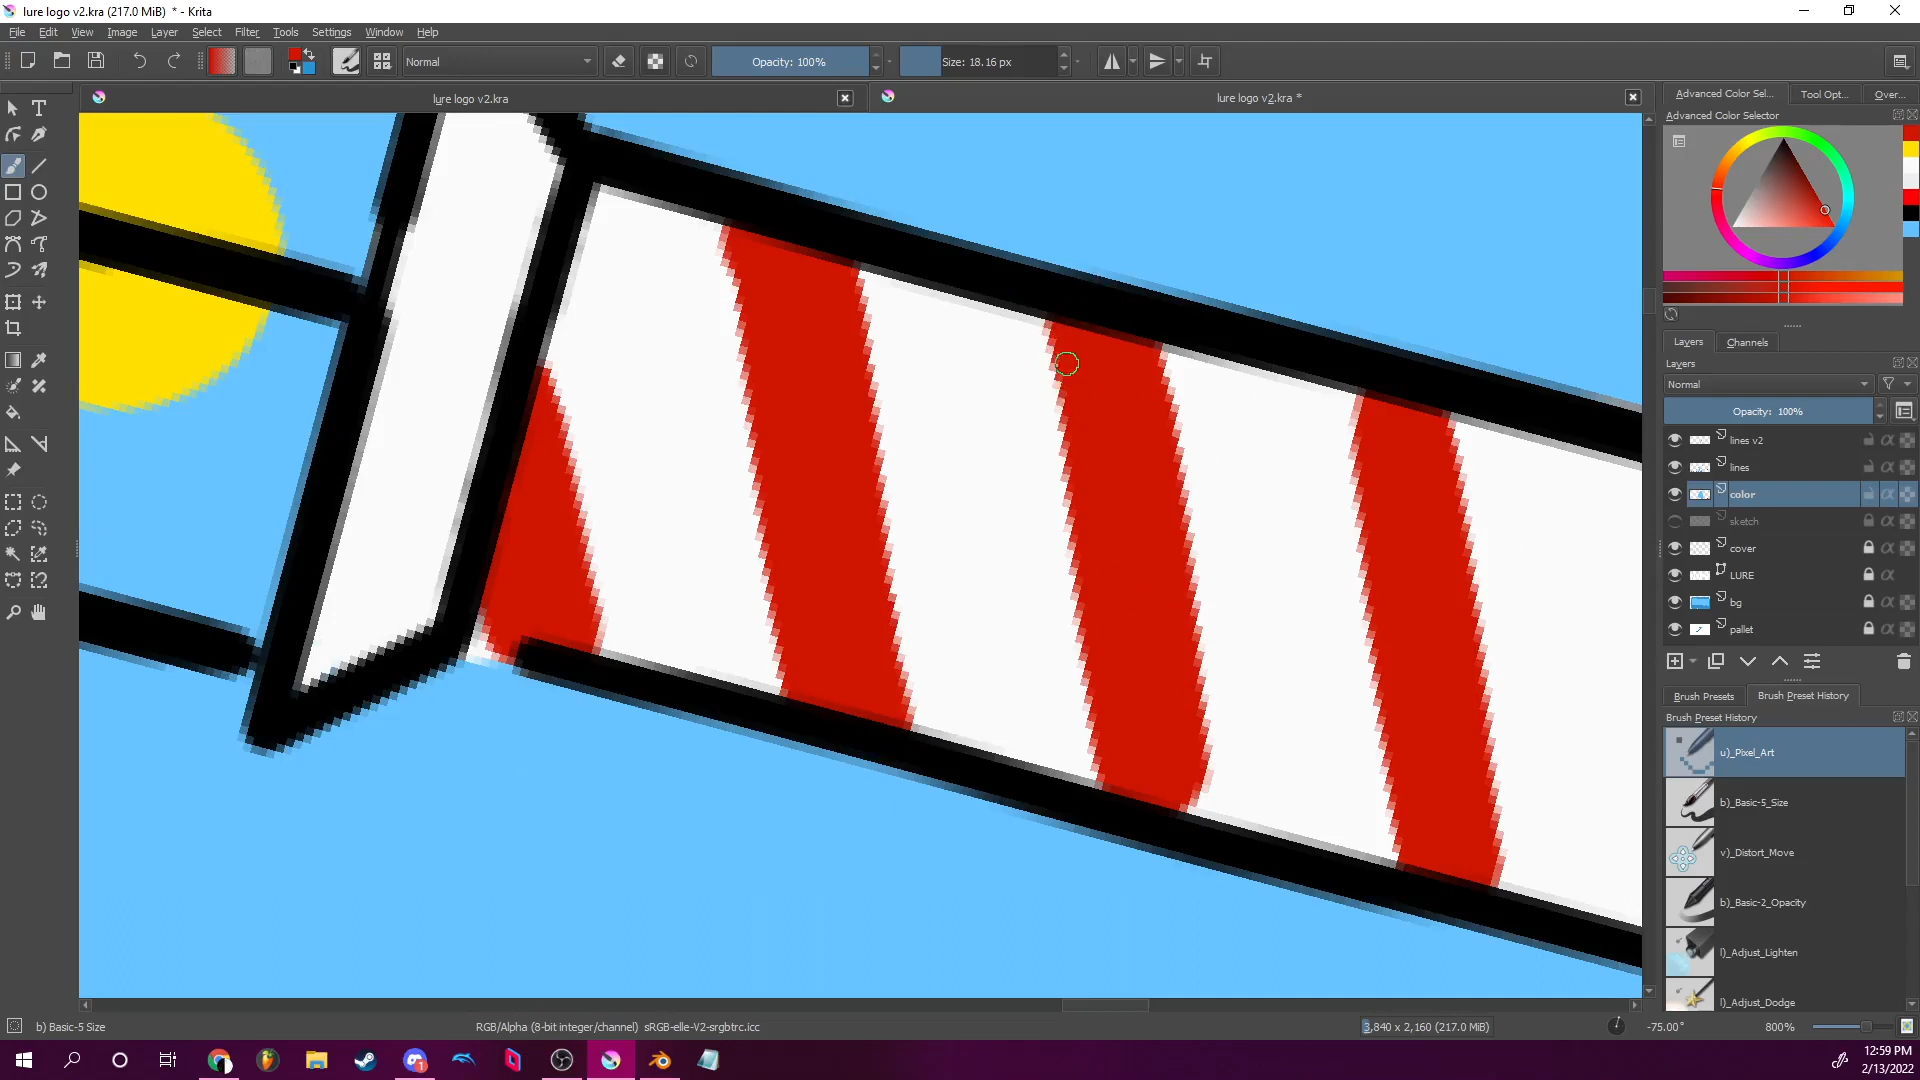 lure logo v2.kra (217.0 MiB)  * - Krita
File Edit View Image Layer Select Filter Tools Settings Window Help
Normal
Opacity: 100%
Size: 18.16 px
lure logo v2.kra
lure logo v2.kra *
Advanced Color Sel...
Tool Opt...
Over...
Advanced Color Selector
Layers
Channels
Layers
Normal
Opacity:  100%
lines v2
lines
color
sketch
cover
LURE
bg
pallet
Brush Presets
Brush Preset History
Brush Preset History
u)_Pixel_Art
b)_Basic-5_Size
v)_Distort_Move
b)_Basic-2_Opacity
l)_Adjust_Lighten
l)_Adjust_Dodge
b) Basic-5 Size
RGB/Alpha (8-bit integer/channel)  sRGB-elle-V2-srgbtrc.icc
3,840 x 2,160 (217.0 MiB)
-75.00°
800%
1
12:59 PM
2/13/2022